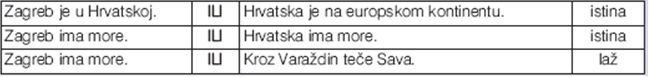 Zagreb je u Hrvatskoj. ILI Hrvatska je na europskom kontinentu. istina
Zagreb ima more. ILI Hrvatska ima more. istina
Zagreb ima more. ILI Kroz Varaždin teče Sava. laž